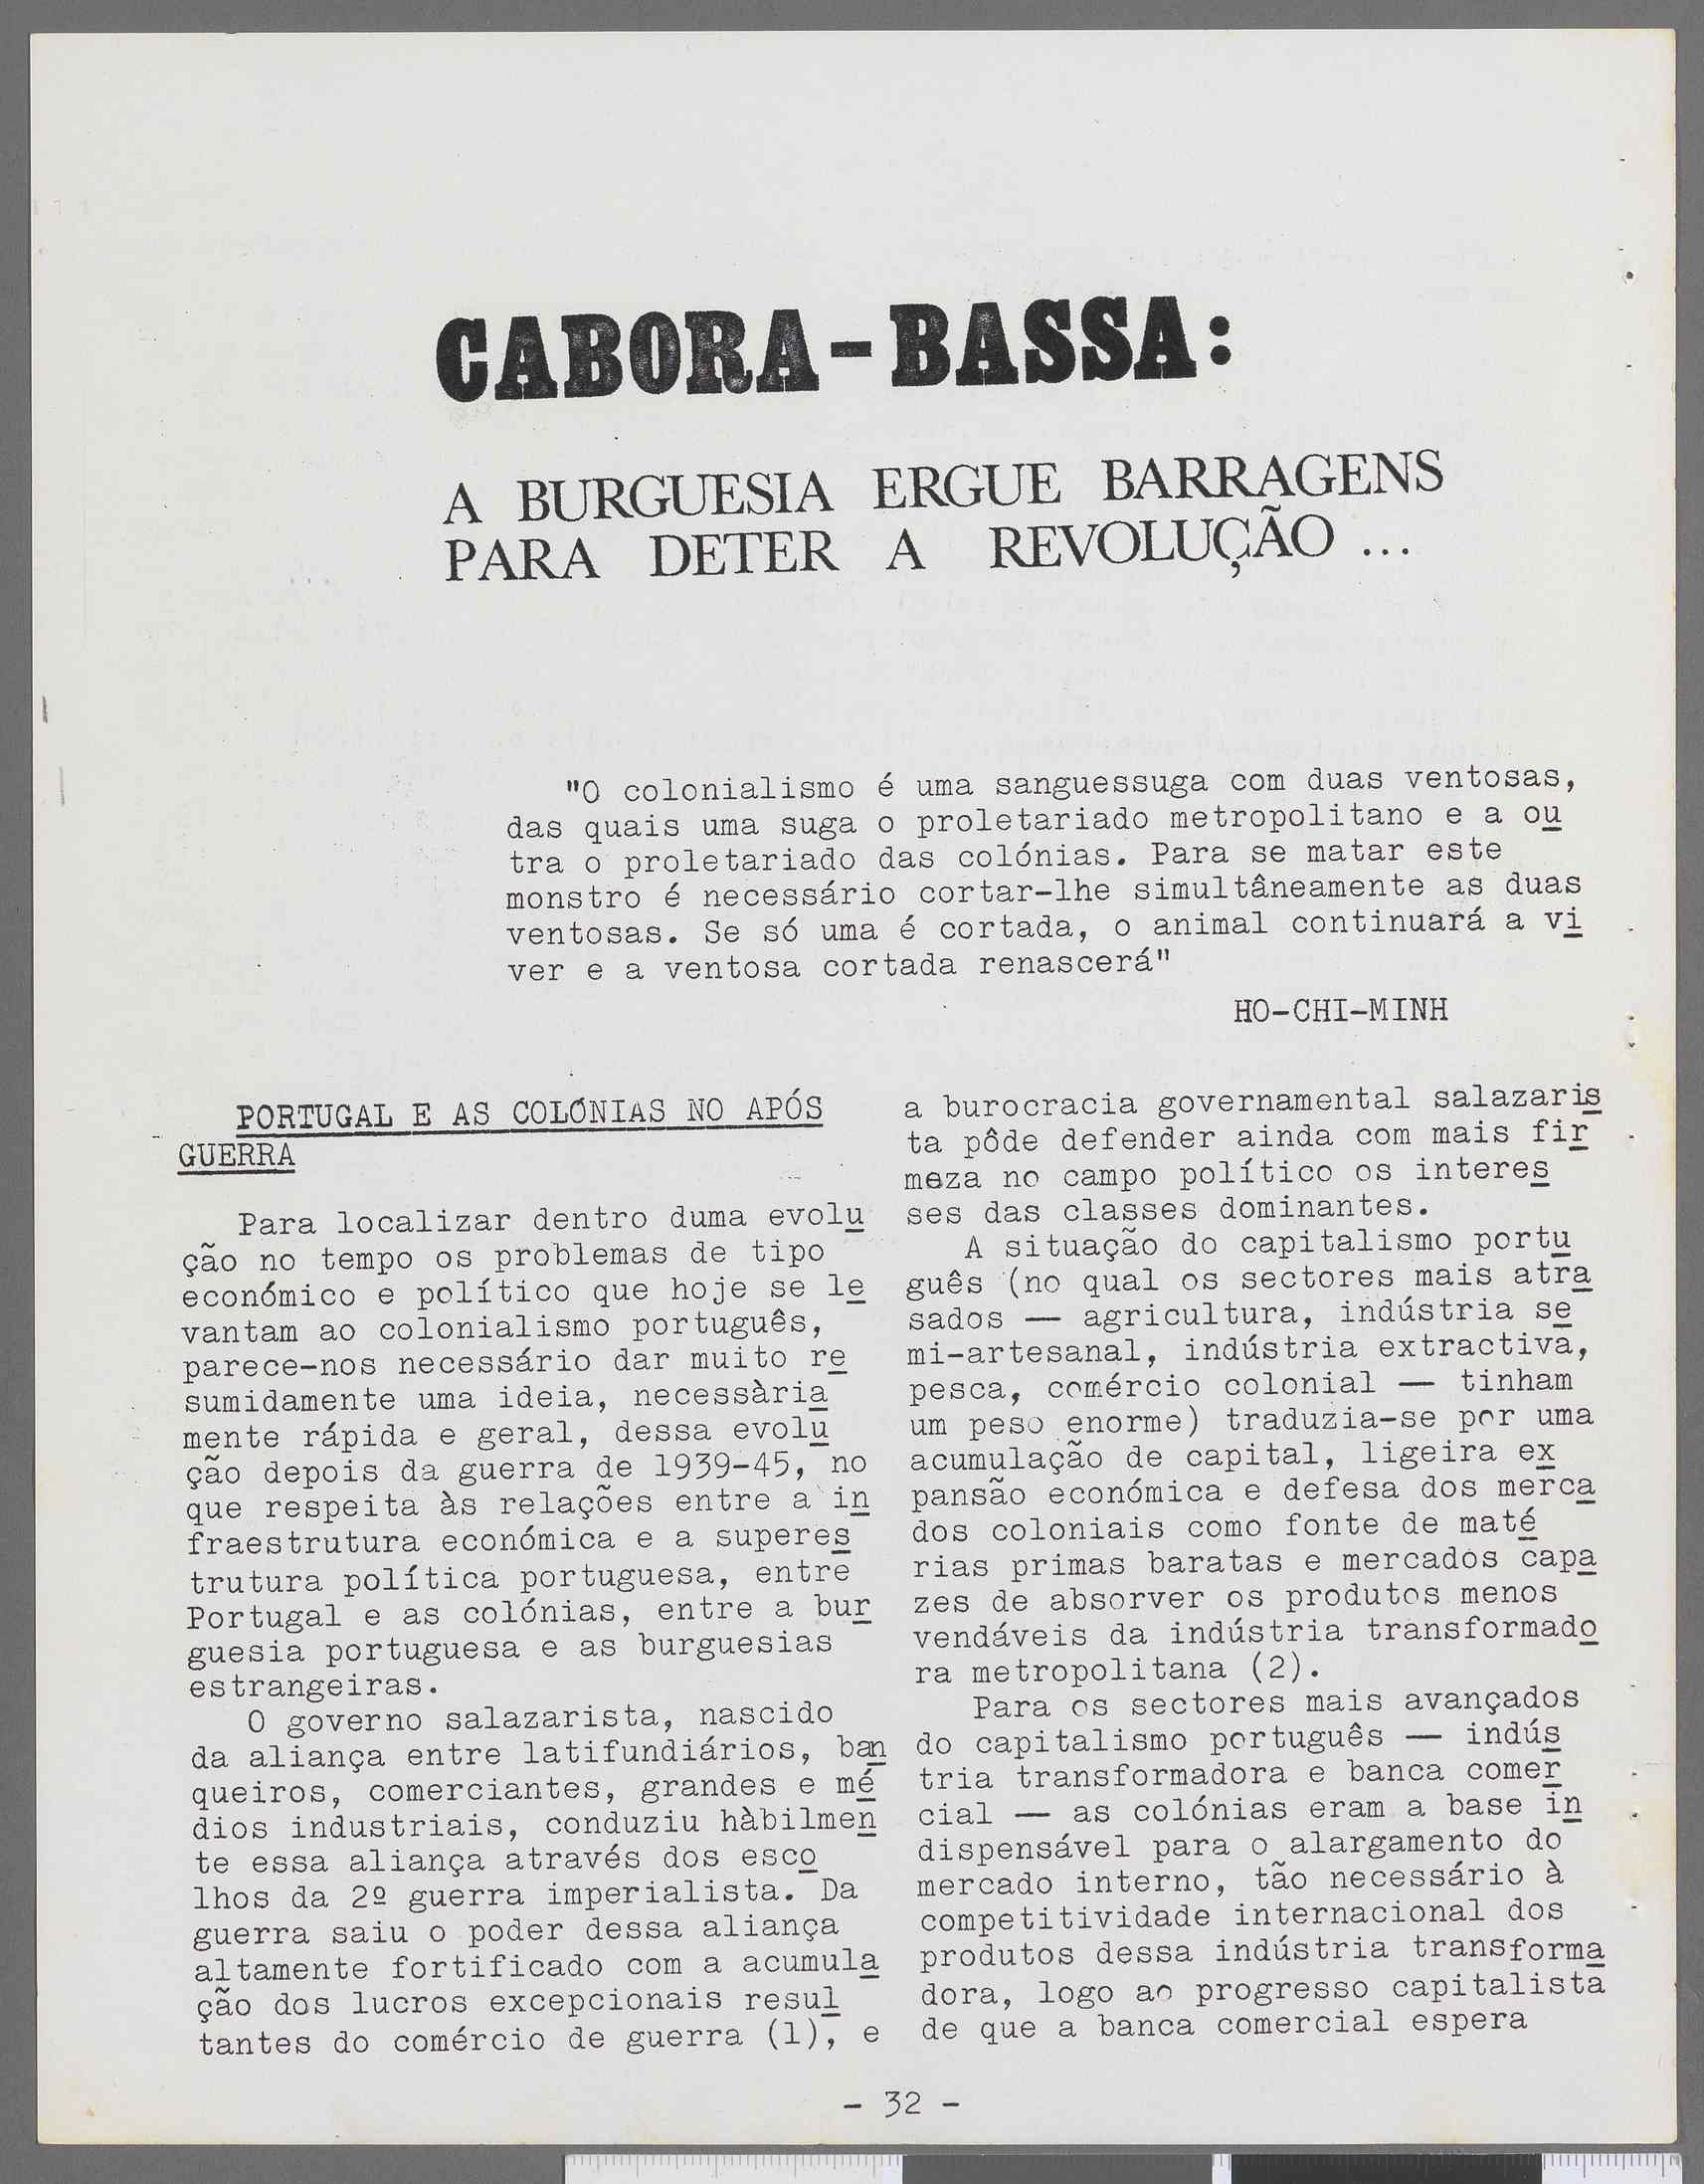 CABORA-BASSA:
A BURGUESIA ERGUE BARRAGENS
PARA DETER A REVOLUÇÃO ...
"O colonialismo é uma sanguessuga com duas ventosas,
das quais uma suga o proletariado metropolitano e a ou
tra o proletariado das colónias. Para se matar este
monstro é necessário cortar-lhe simultâneamente as duas
ventosas. Se só uma é cortada, o animal continuará a vi
ver e a ventosa cortada renascerá"
HO-CHI-MINH
PORTUGAL E AS COLÓNIAS NO APÓS
GUERRA
Para localizar dentro duma evolu
ção no tempo os problemas de tipo
económico e político que hoje se le
vantam ao colonialismo português,
parece-nos necessário dar muito re
sumidamente uma ideia, necessària
mente rápida e geral, dessa evolu
ção depois da guerra de 1939-45, no
que respeita às relações entre a in
fraestrutura económica e a superes
trutura política portuguesa, entre
Portugal e as colónias, entre a bur
guesia portuguesa e as burguesias
estrangeiras.
O governo salazarista, nascido
da aliança entre latifundiários, ban
queiros, comerciantes, grandes e mé
dios industriais, conduziu hàbilmen
te essa aliança através dos esco
lhos da 2º guerra imperialista. Da
guerra saiu o poder dessa aliança
altamente fortificado com a acumula
ção dos lucros excepcionais resul
tantes do comércio de guerra (1), e
a burocracia governamental salazaris
ta pôde defender ainda com mais fir
meza no campo político os interes
ses das classes dominantes.
A situação do capitalismo portu
guês (no qual os sectores mais atra
sados — agricultura, indústria se
mi-artesanal, indústria extractiva,
pesca, comércio colonial — tinham
um peso enorme) traduzia-se por uma
acumulação de capital, ligeira ex
pansão económica e defesa dos merca
dos coloniais como fonte de maté
rias primas baratas e mercados capa
zes de absorver os produtos menos
vendáveis da indústria transformado
ra metropolitana (2).
Para os sectores mais avançados
do capitalismo português — indús
tria transformadora e banca comer
cial — as colónias eram a base in
dispensável para o alargamento do
mercado interno, tão necessário à
competitividade internacional dos
produtos dessa indústria transforma
dora, logo ao progresso capitalista
de que a banca comercial espera
- 32 -